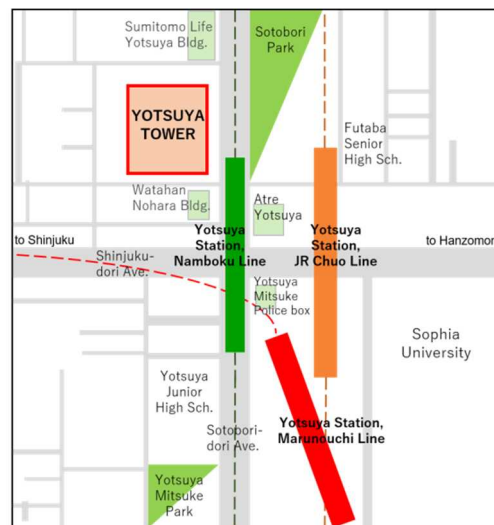 Sumitomo Life
Yotsuya Bldg.
Sotobori
Park
YOTSUYA
TOWER
Futaba
Senior
High Sch.
Watahan
Nohara Bldg.
Atre
Yotsuya
Yotsuya
Station,
Namboku Line
Yotsuya
Station,
JR Chuo Line
to Shinjuku
to Hanzomon
Shinjuku-
dori Ave.
Yotsuya
Mitsuke
Police box
Sophia
University
Yotsuya
Junior
High Sch.
Sotobori-
dori Ave.
Yotsuya Station,
Marunouchi Line
Yotsuya
Mitsuke
Park